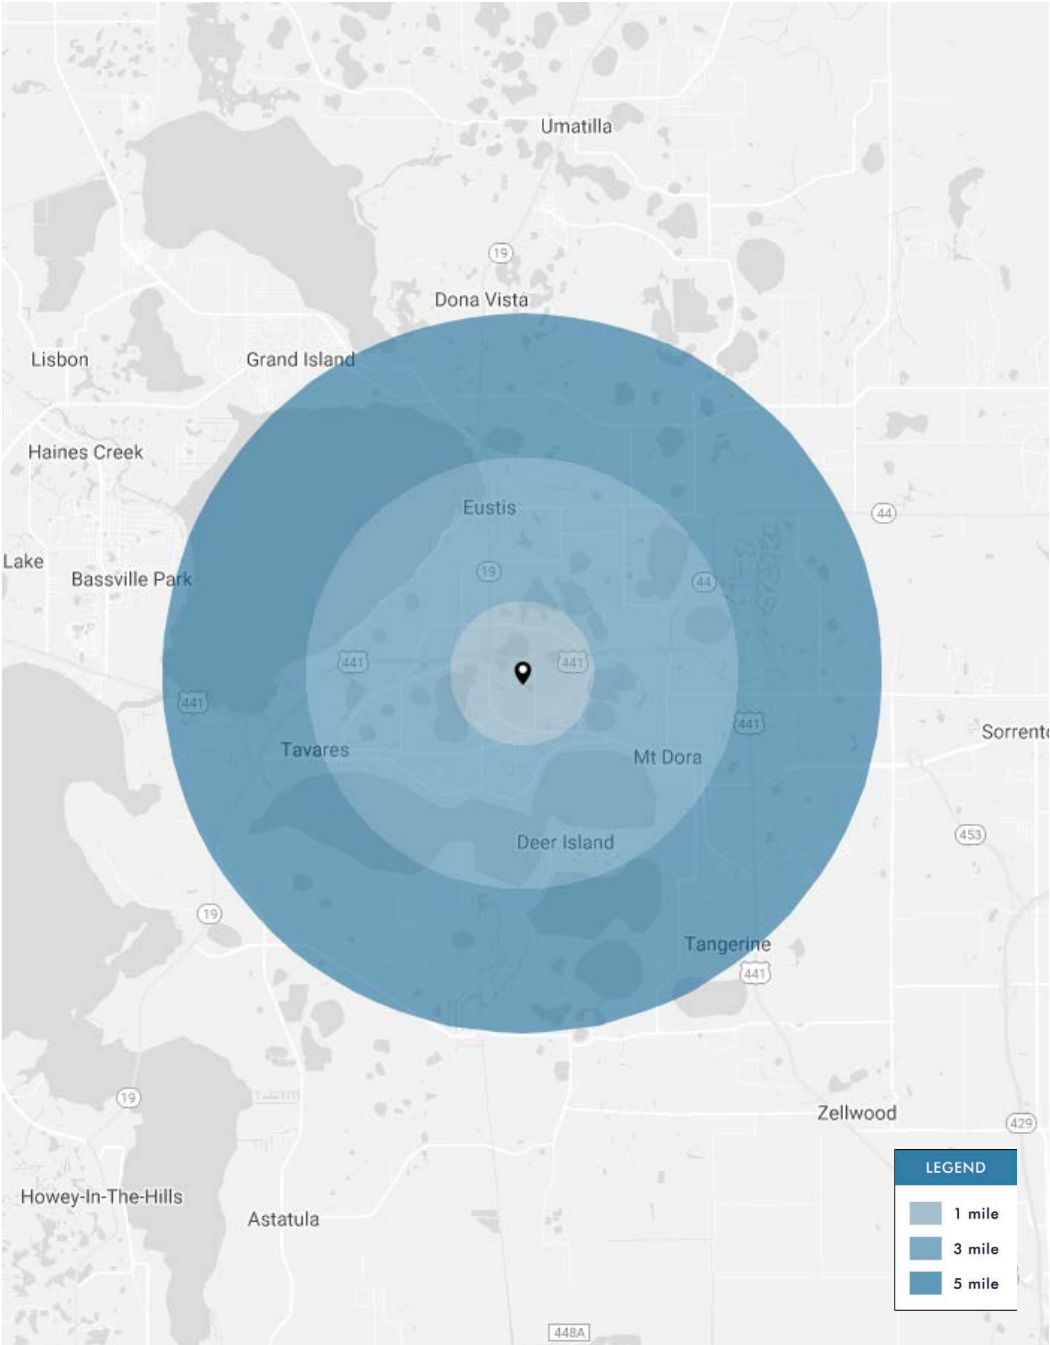 Umatilla
19
Dona Vista
Lisbon
Grand Island
Haines Creek
Eustis
44
Lake
Bassville Park
19
44
441
441
441
441
Tavares
Mt Dora
Sorrento
453
Deer Island
19
Tangerine
441
19
Zellwood
429
Howey-In-The-Hills
Astatula
LEGEND
1 mile
3 mile
5 mile
448A